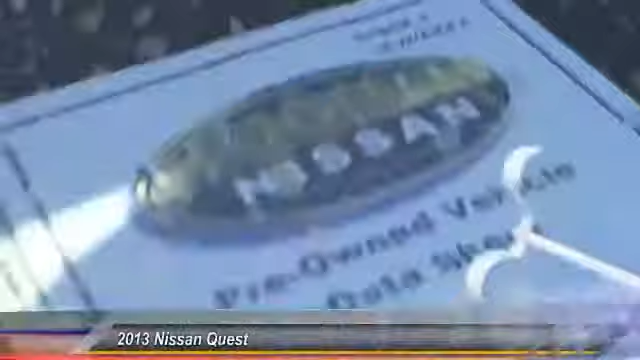 NISSAN
Pre-Owned Vehicle
Data Sheet
2013 Nissan Quest